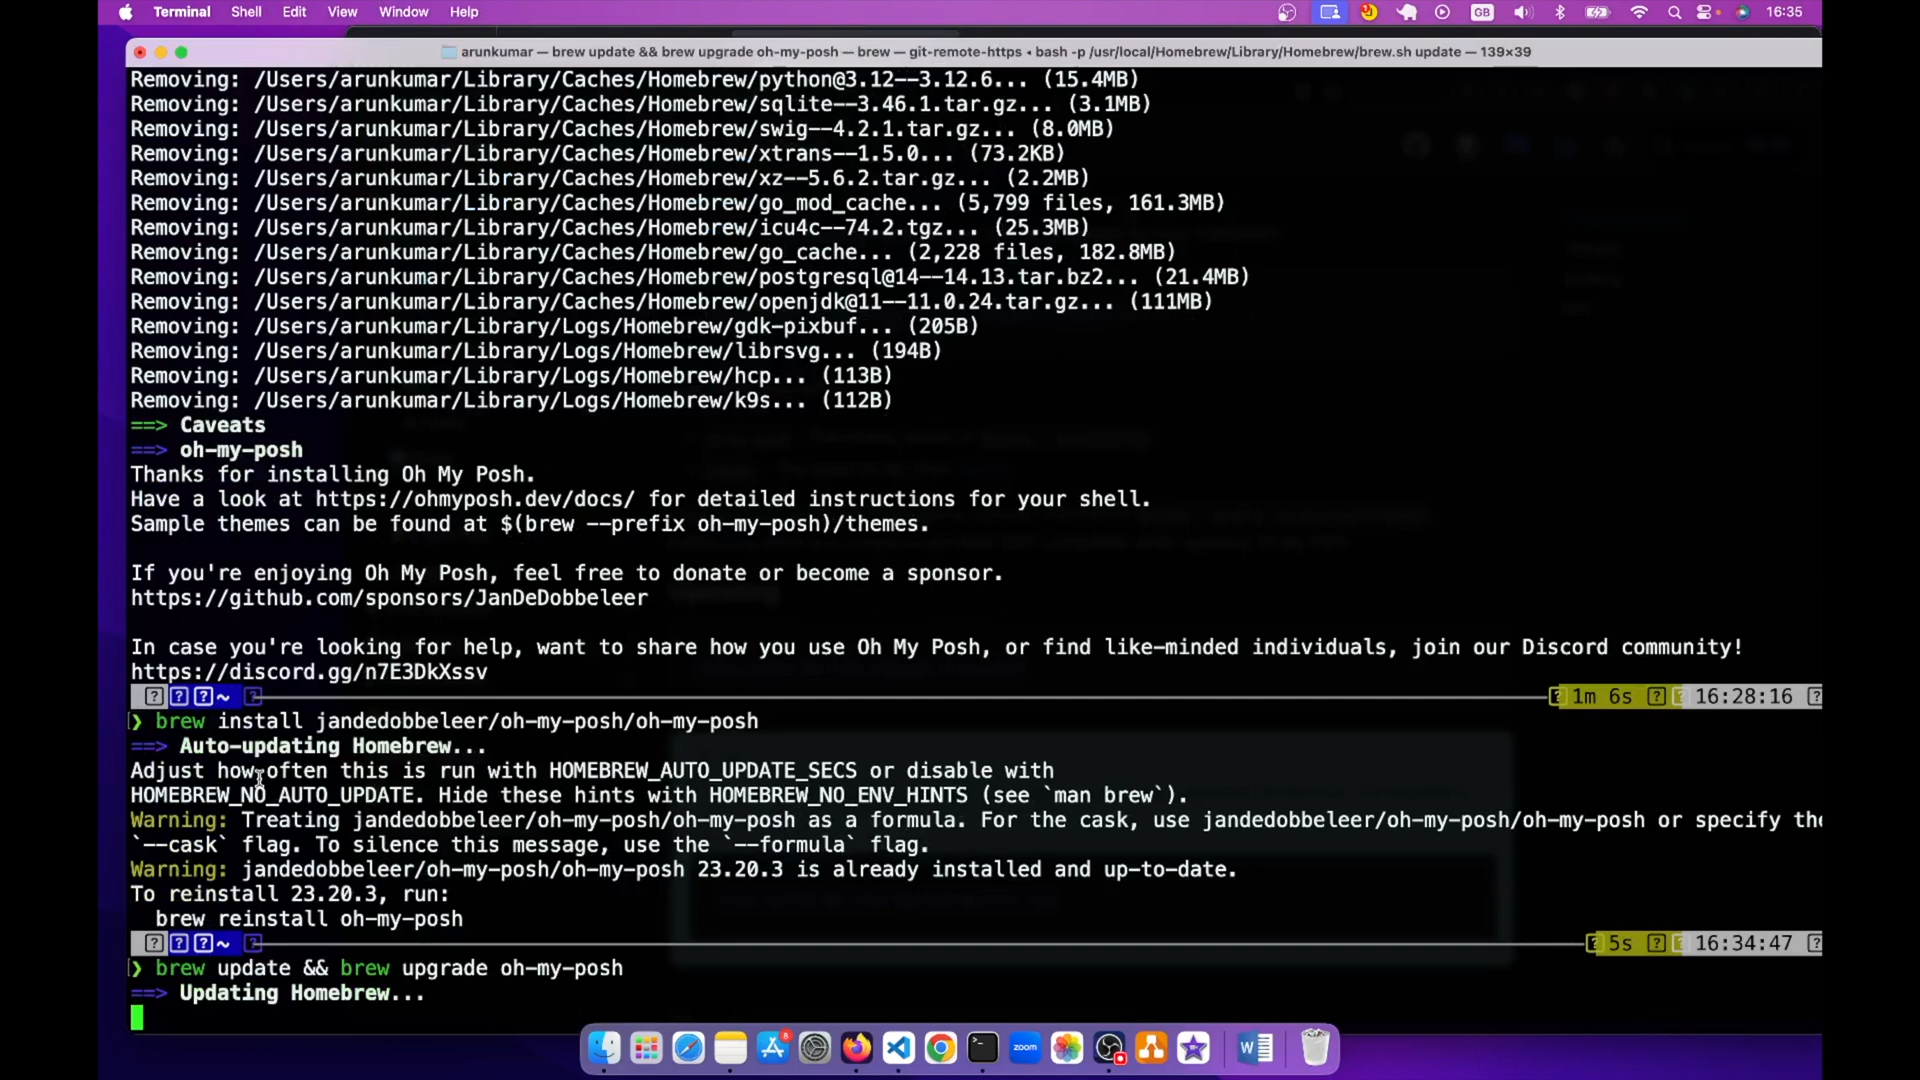 Terminal Shell Edit View Window Help GB 16:35
arunkumar — brew update && brew upgrade oh-my-posh — brew — git-remote-https ◂ bash -p /usr/local/Homebrew/Library/Homebrew/brew.sh update — 139×39
Removing: /Users/arunkumar/Library/Caches/Homebrew/python@3.12--3.12.6... (15.4MB)
Removing: /Users/arunkumar/Library/Caches/Homebrew/sqlite--3.46.1.tar.gz... (3.1MB)
Removing: /Users/arunkumar/Library/Caches/Homebrew/swig--4.2.1.tar.gz... (8.0MB)
Removing: /Users/arunkumar/Library/Caches/Homebrew/xtrans--1.5.0... (73.2KB)
Removing: /Users/arunkumar/Library/Caches/Homebrew/xz--5.6.2.tar.gz... (2.2MB)
Removing: /Users/arunkumar/Library/Caches/Homebrew/go_mod_cache... (5,799 files, 161.3MB)
Removing: /Users/arunkumar/Library/Caches/Homebrew/icu4c--74.2.tgz... (25.3MB)
Removing: /Users/arunkumar/Library/Caches/Homebrew/go_cache... (2,228 files, 182.8MB)
Removing: /Users/arunkumar/Library/Caches/Homebrew/postgresql@14--14.13.tar.bz2... (21.4MB)
Removing: /Users/arunkumar/Library/Caches/Homebrew/openjdk@11--11.0.24.tar.gz... (111MB)
Removing: /Users/arunkumar/Library/Logs/Homebrew/gdk-pixbuf... (205B)
Removing: /Users/arunkumar/Library/Logs/Homebrew/librsvg... (194B)
Removing: /Users/arunkumar/Library/Logs/Homebrew/hcp... (113B)
Removing: /Users/arunkumar/Library/Logs/Homebrew/k9s... (112B)
==> Caveats
==> oh-my-posh
Thanks for installing Oh My Posh.
Have a look at https://ohmyposh.dev/docs/ for detailed instructions for your shell.
Sample themes can be found at $(brew --prefix oh-my-posh)/themes.
If you're enjoying Oh My Posh, feel free to donate or become a sponsor.
https://github.com/sponsors/JanDeDobbeleer
In case you're looking for help, want to share how you use Oh My Posh, or find like-minded individuals, join our Discord community!
https://discord.gg/n7E3DkXssv
~ 1m 6s 16:28:16
❯ brew install jandedobbeleer/oh-my-posh/oh-my-posh
==> Auto-updating Homebrew...
Adjust how often this is run with HOMEBREW_AUTO_UPDATE_SECS or disable with
HOMEBREW_NO_AUTO_UPDATE. Hide these hints with HOMEBREW_NO_ENV_HINTS (see `man brew`).
Warning: Treating jandedobbeleer/oh-my-posh/oh-my-posh as a formula. For the cask, use jandedobbeleer/oh-my-posh/oh-my-posh or specify the
`--cask` flag. To silence this message, use the `--formula` flag.
Warning: jandedobbeleer/oh-my-posh/oh-my-posh 23.20.3 is already installed and up-to-date.
To reinstall 23.20.3, run:
brew reinstall oh-my-posh
~ 5s 16:34:47
❯ brew update && brew upgrade oh-my-posh
==> Updating Homebrew...
zoom